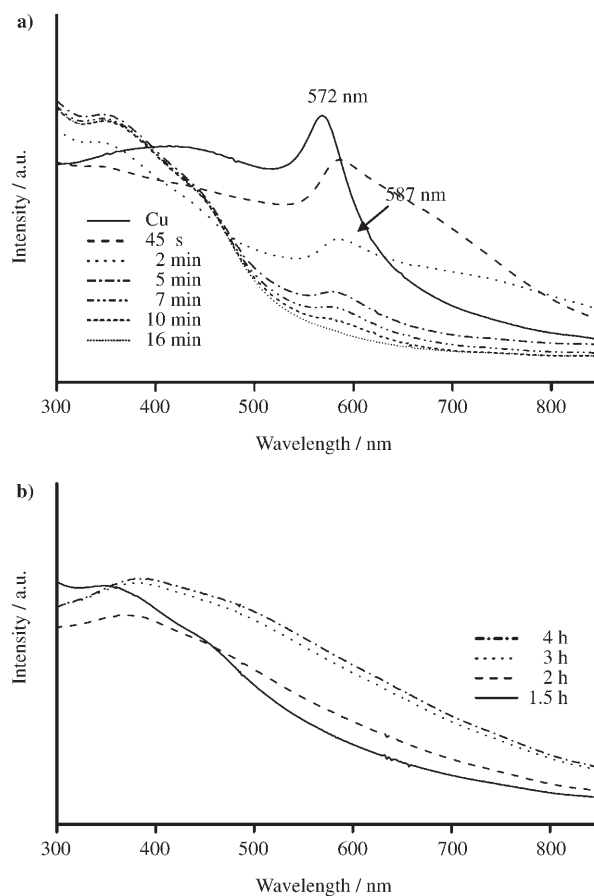 a)
572 nm
587 nm
Intensity / a.u.
Cu
45 s
2 min
5 min
7 min
10 min
16 min
300 400 500 600 700 800
Wavelength / nm
b)
Intensity / a.u.
4 h
3 h
2 h
1.5 h
300 400 500 600 700 800
Wavelength / nm